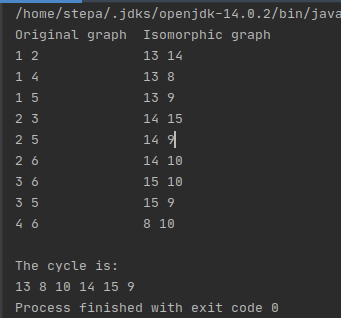 /home/stepa/.jdks/openjdk-14.0.2/bin/java
Original graph  Isomorphic graph
1 2             13 14
1 4             13 8
1 5             13 9
2 3             14 15
2 5             14 9
2 6             14 10
3 6             15 10
3 5             15 9
4 6             8 10
The cycle is:
13 8 10 14 15 9
Process finished with exit code 0